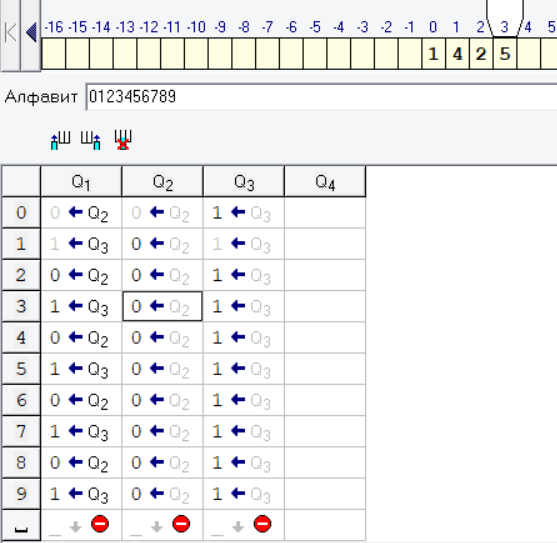 -16 -15 -14 -13 -12 -11 -10 -9 -8 -7 -6 -5 -4 -3 -2 -1 0 1 2 3 4 5
1 4 2 5
Алфавит 0123456789
Q1 Q2 Q3 Q4
0 0 ← Q2 0 ← Q2 1 ← Q3
1 1 ← Q3 0 ← Q2 1 ← Q3
2 0 ← Q2 0 ← Q2 1 ← Q3
3 1 ← Q3 0 ← Q2 1 ← Q3
4 0 ← Q2 0 ← Q2 1 ← Q3
5 1 ← Q3 0 ← Q2 1 ← Q3
6 0 ← Q2 0 ← Q2 1 ← Q3
7 1 ← Q3 0 ← Q2 1 ← Q3
8 0 ← Q2 0 ← Q2 1 ← Q3
9 1 ← Q3 0 ← Q2 1 ← Q3
␣ _ ↓ _ ↓ _ ↓